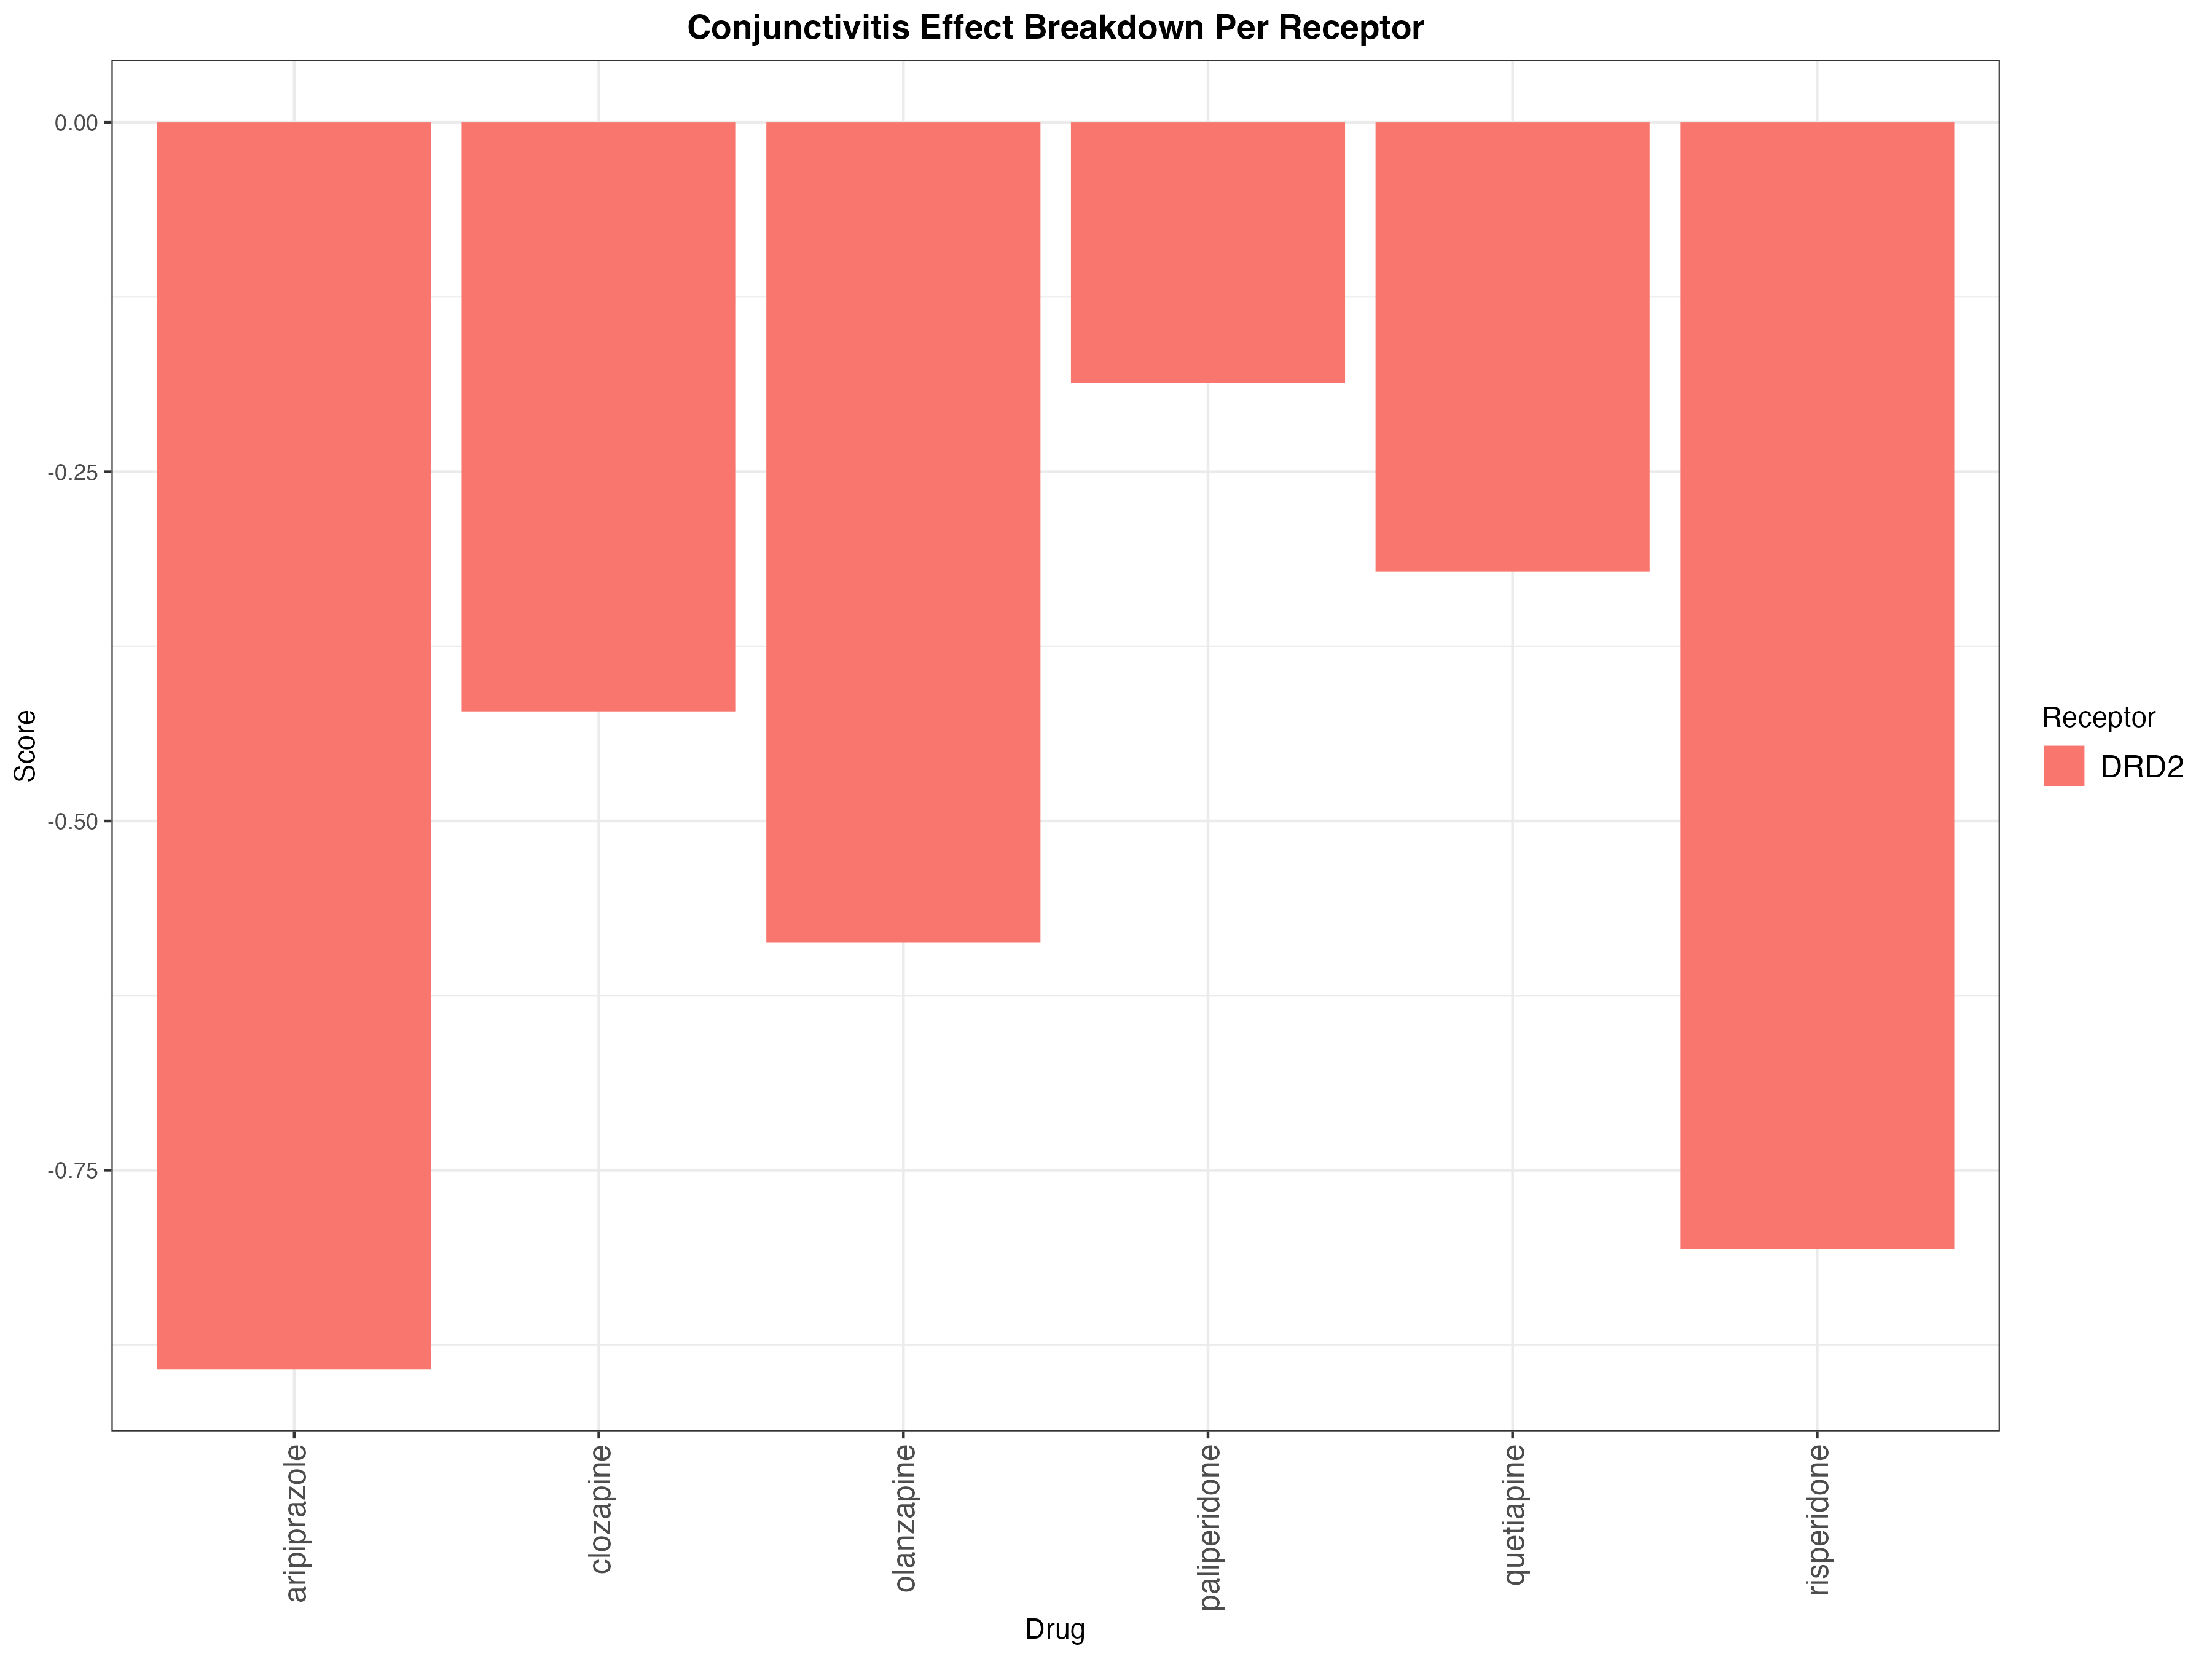 Conjunctivitis Effect Breakdown Per Receptor
0.00
-0.25
-0.50
-0.75
Score
aripiprazole
clozapine
olanzapine
paliperidone
quetiapine
risperidone
Drug
Receptor
DRD2